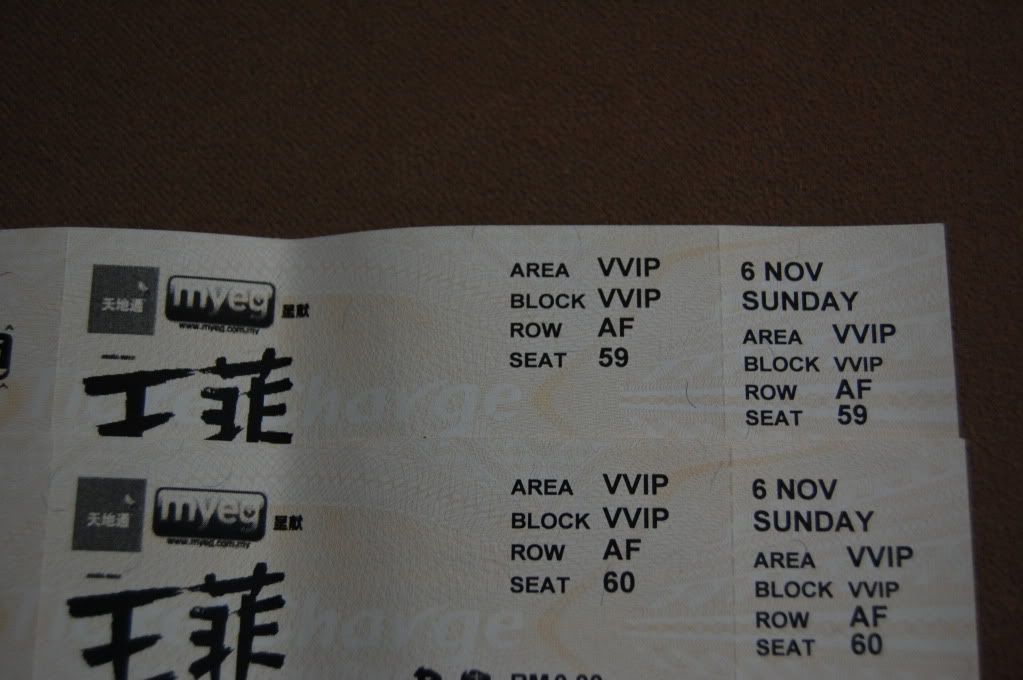 天地通
myeg 呈献
www.myeg.com.my
王菲
AREA VVIP
BLOCK VVIP
ROW AF
SEAT 59
6 NOV
SUNDAY
AREA VVIP
BLOCK VVIP
ROW AF
SEAT 59
天地通
myeg 呈献
www.myeg.com.my
王菲
AREA VVIP
BLOCK VVIP
ROW AF
SEAT 60
6 NOV
SUNDAY
AREA VVIP
BLOCK VVIP
ROW AF
SEAT 60